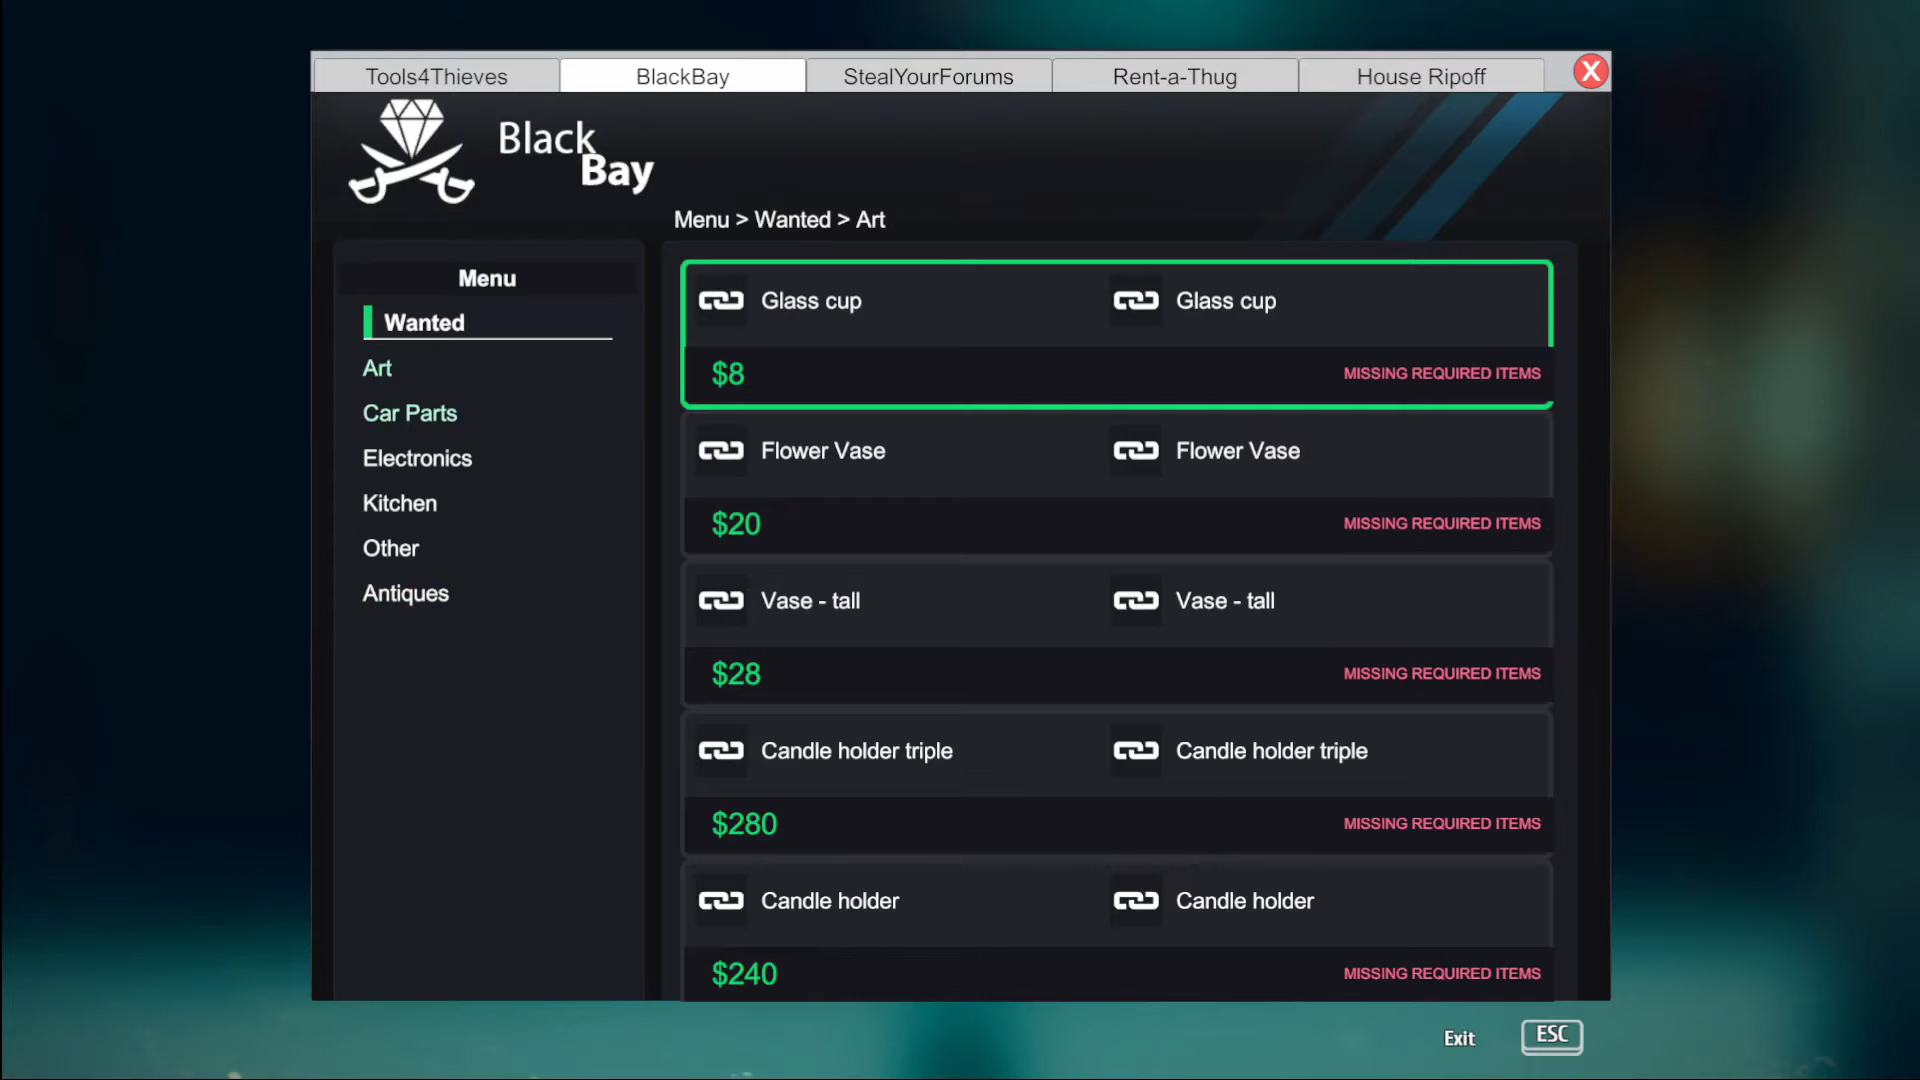 Tools4Thieves BlackBay StealYourForums Rent-a-Thug House Ripoff X
Black
Bay
Menu > Wanted > Art
Menu
Wanted
Art
Car Parts
Electronics
Kitchen
Other
Antiques
Glass cup Glass cup
$8 MISSING REQUIRED ITEMS
Flower Vase Flower Vase
$20 MISSING REQUIRED ITEMS
Vase - tall Vase - tall
$28 MISSING REQUIRED ITEMS
Candle holder triple Candle holder triple
$280 MISSING REQUIRED ITEMS
Candle holder Candle holder
$240 MISSING REQUIRED ITEMS
Exit ESC